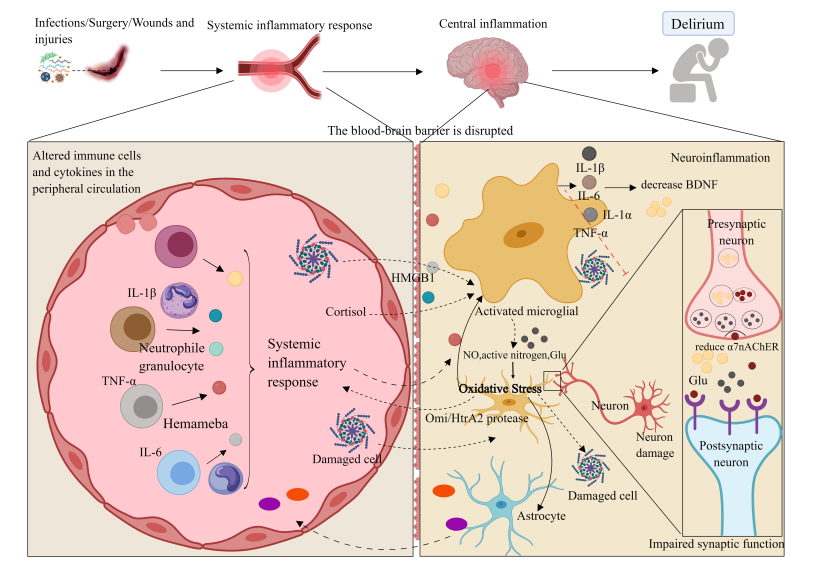 Infections/Surgery/Wounds and
injuries
Systemic inflammatory response
Central inflammation
Delirium
The blood-brain barrier is disrupted
Altered immune cells
and cytokines in the
peripheral circulation
IL-1β
Neutrophile
granulocyte
TNF-α
Hemameba
IL-6
Systemic
inflammatory
response
Cortisol
Damaged cell
HMGB1
Neuroinflammation
IL-1β
IL-6
IL-1α
TNF-α
decrease BDNF
Activated microglial
NO,active nitrogen,Glu
Oxidative Stress
Omi/HtrA2 protease
Neuron
Neuron
damage
Damaged cell
Astrocyte
Presynaptic
neuron
reduce α7nAChER
Glu
Postsynaptic
neuron
Impaired synaptic function